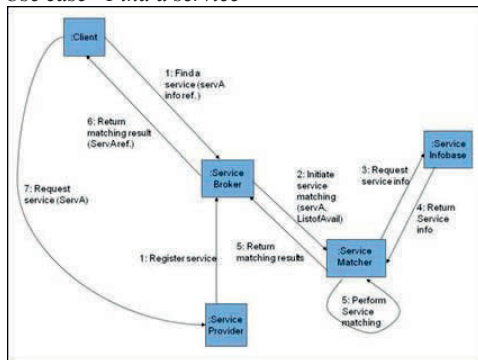 Use case "Find a service"
:Client
1: Find a
service (servA
info ref.)
6: Return
matching result
(ServAref.)
:Service
Infobase
:Service
Broker
2: Initiate
service
matching
(servA,
ListofAvail)
3: Request
service info
7: Request
service (ServA)
4: Return
Service
info
1: Register service
5: Return
matching results
:Service
Matcher
:Service
Provider
5: Perform
Service
matching